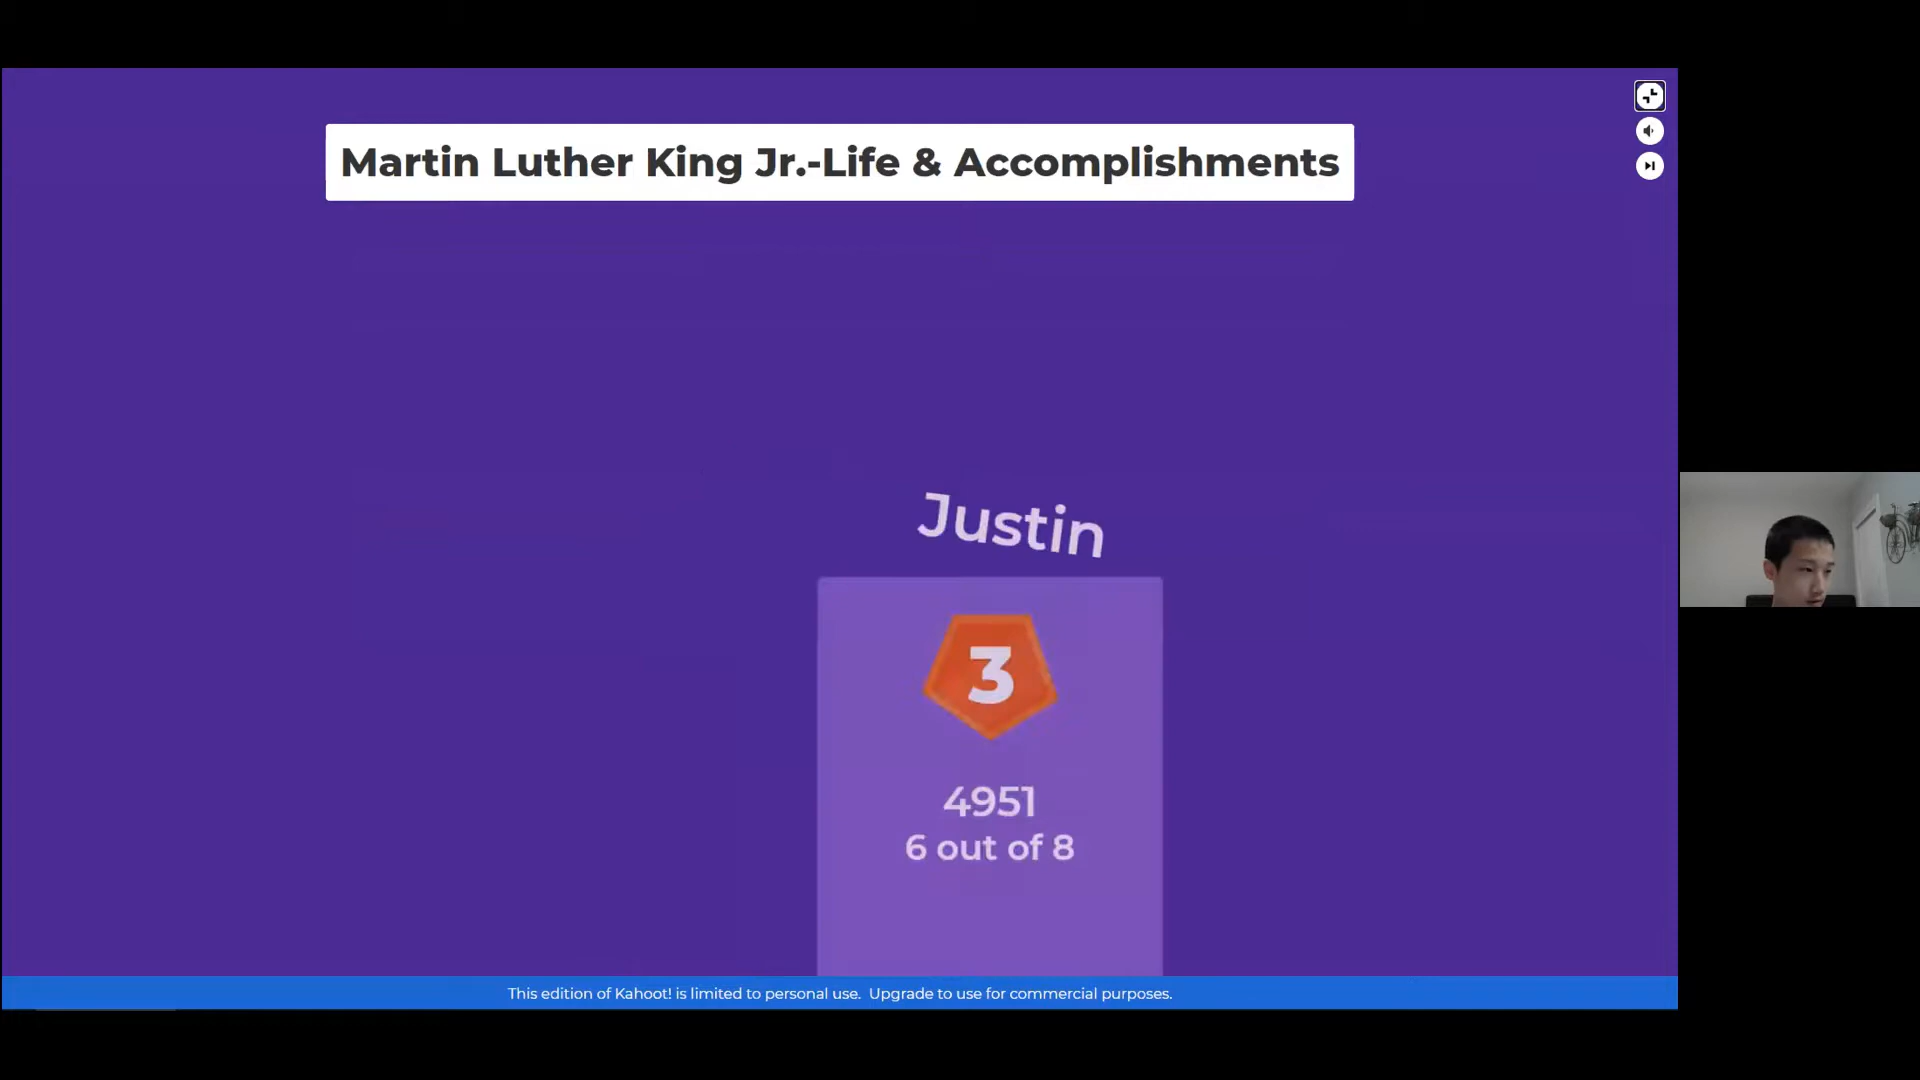 Martin Luther King Jr.-Life & Accomplishments
Justin
3
4951
6 out of 8
This edition of Kahoot! is limited to personal use. Upgrade to use for commercial purposes.